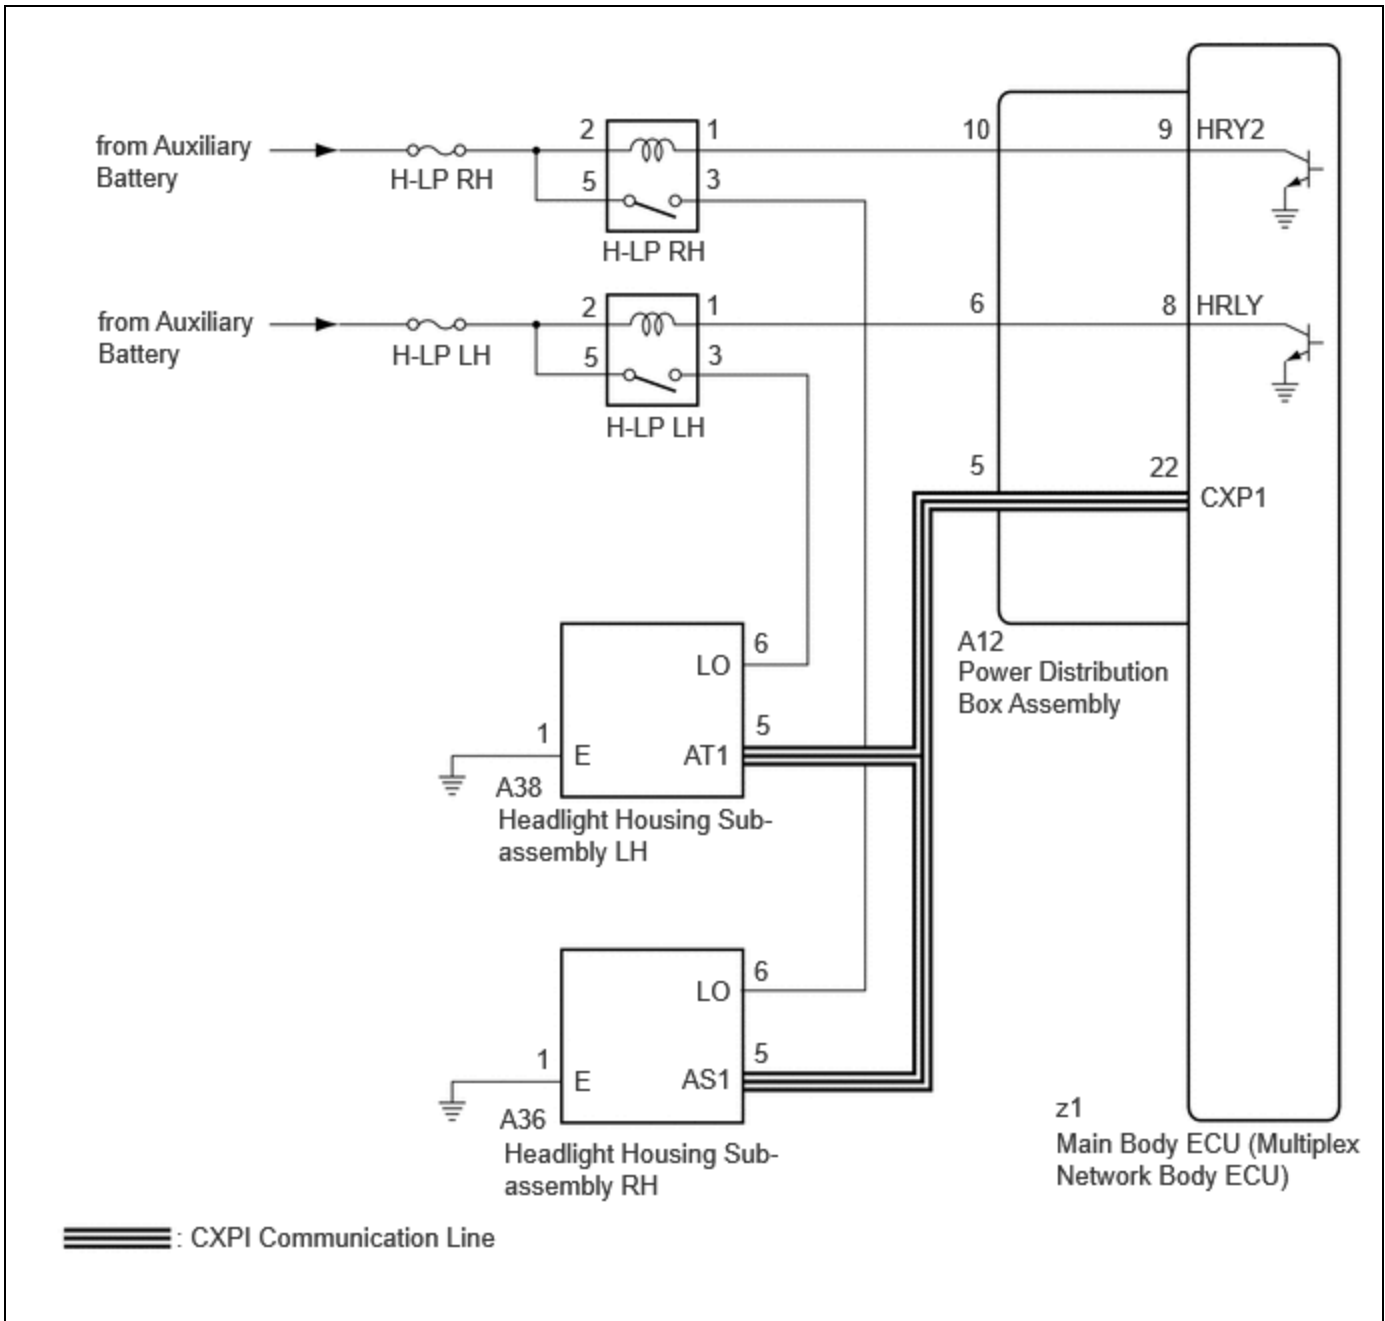 2
1
10
9
HRY2
from Auxiliary
Battery
H-LP RH
5
3
H-LP RH
2
1
6
8
HRLY
from Auxiliary
Battery
H-LP LH
5
3
H-LP LH
5
22
CXP1
6
LO
A12
Power Distribution
Box Assembly
5
1
E
AT1
A38
Headlight Housing Sub-
assembly LH
6
LO
5
1
E
AS1
A36
Headlight Housing Sub-
assembly RH
z1
Main Body ECU (Multiplex
Network Body ECU)
: CXPI Communication Line